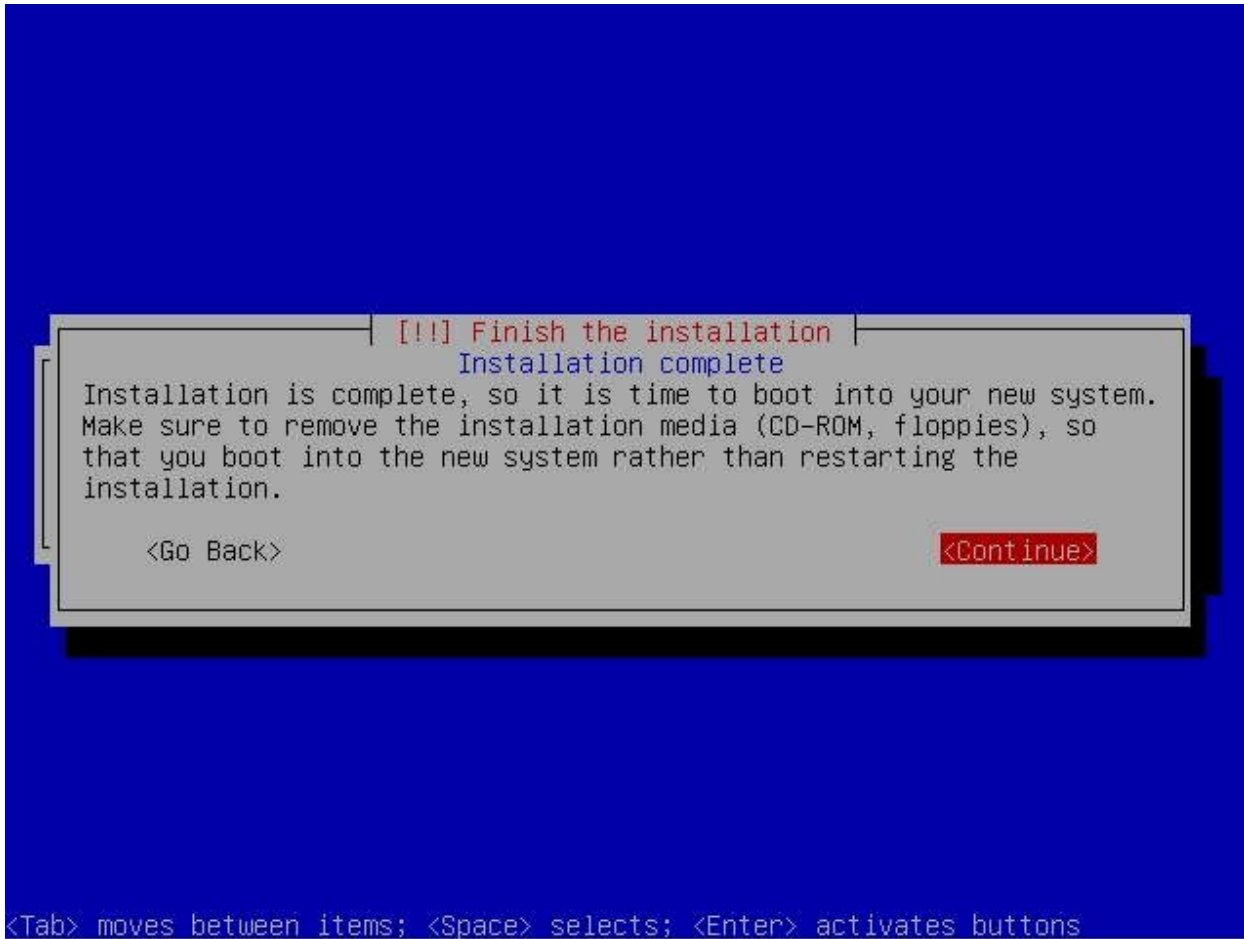 [!!] Finish the installation
Installation complete
Installation is complete, so it is time to boot into your new system.
Make sure to remove the installation media (CD-ROM, floppies), so
that you boot into the new system rather than restarting the
installation.
<Go Back> <Continue>
<Tab> moves between items; <Space> selects; <Enter> activates buttons